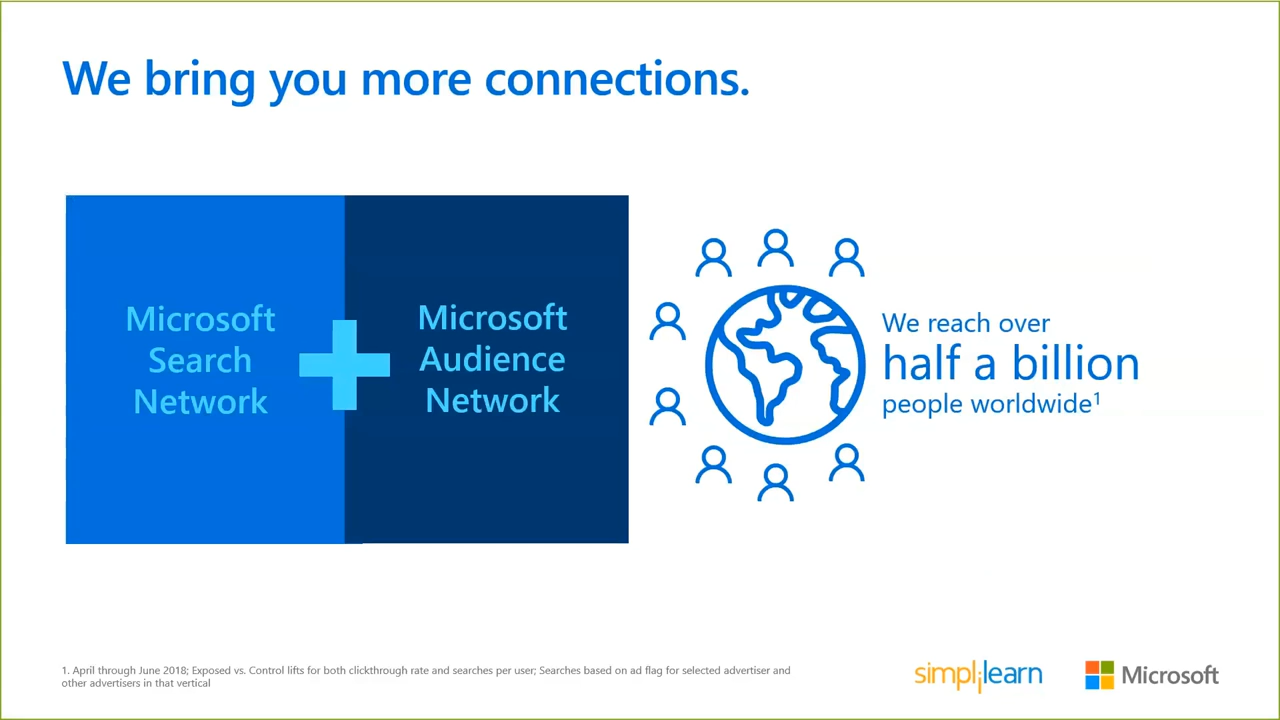 We bring you more connections.
Microsoft
Search
Network
Microsoft
Audience
Network
We reach over
half a billion
people worldwide1
1. April through June 2018; Exposed vs. Control lifts for both clickthrough rate and searches per user; Searches based on ad flag for selected advertiser and
other advertisers in that vertical
simplilearn
Microsoft